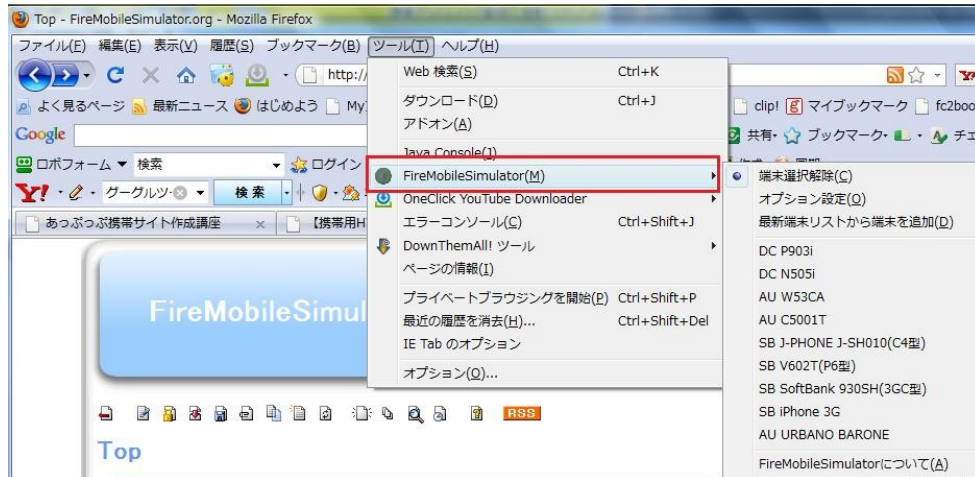 Top - FireMobileSimulator.org - Mozilla Firefox
ファイル(F) 編集(E) 表示(V) 履歴(S) ブックマーク(B) ツール(T) ヘルプ(H)
http://
よく見るページ 最新ニュース はじめよう My
clip! マイブックマーク fc2boo
Google
共有・ ブックマーク・ チェ
ロボフォーム 検索 ログイン
グーグルツ 検索
あっぷっぷ携帯サイト作成講座 × 【携帯用H
Web 検索(S) Ctrl+K
ダウンロード(D) Ctrl+J
アドオン(A)
Java Console(J)
FireMobileSimulator(M)
OneClick YouTube Downloader
エラーコンソール(C) Ctrl+Shift+J
DownThemAll! ツール
ページの情報(I)
プライベートブラウジングを開始(P) Ctrl+Shift+P
最近の履歴を消去(H)... Ctrl+Shift+Del
IE Tab のオプション
オプション(O)...
端末選択解除(C)
オプション設定(O)
最新端末リストから端末を追加(D)
DC P903i
DC N505i
AU W53CA
AU C5001T
SB J-PHONE J-SH010(C4型)
SB V602T(P6型)
SB SoftBank 930SH(3GC型)
SB iPhone 3G
AU URBANO BARONE
FireMobileSimulatorについて(A)
FireMobileSimul
RSS
Top